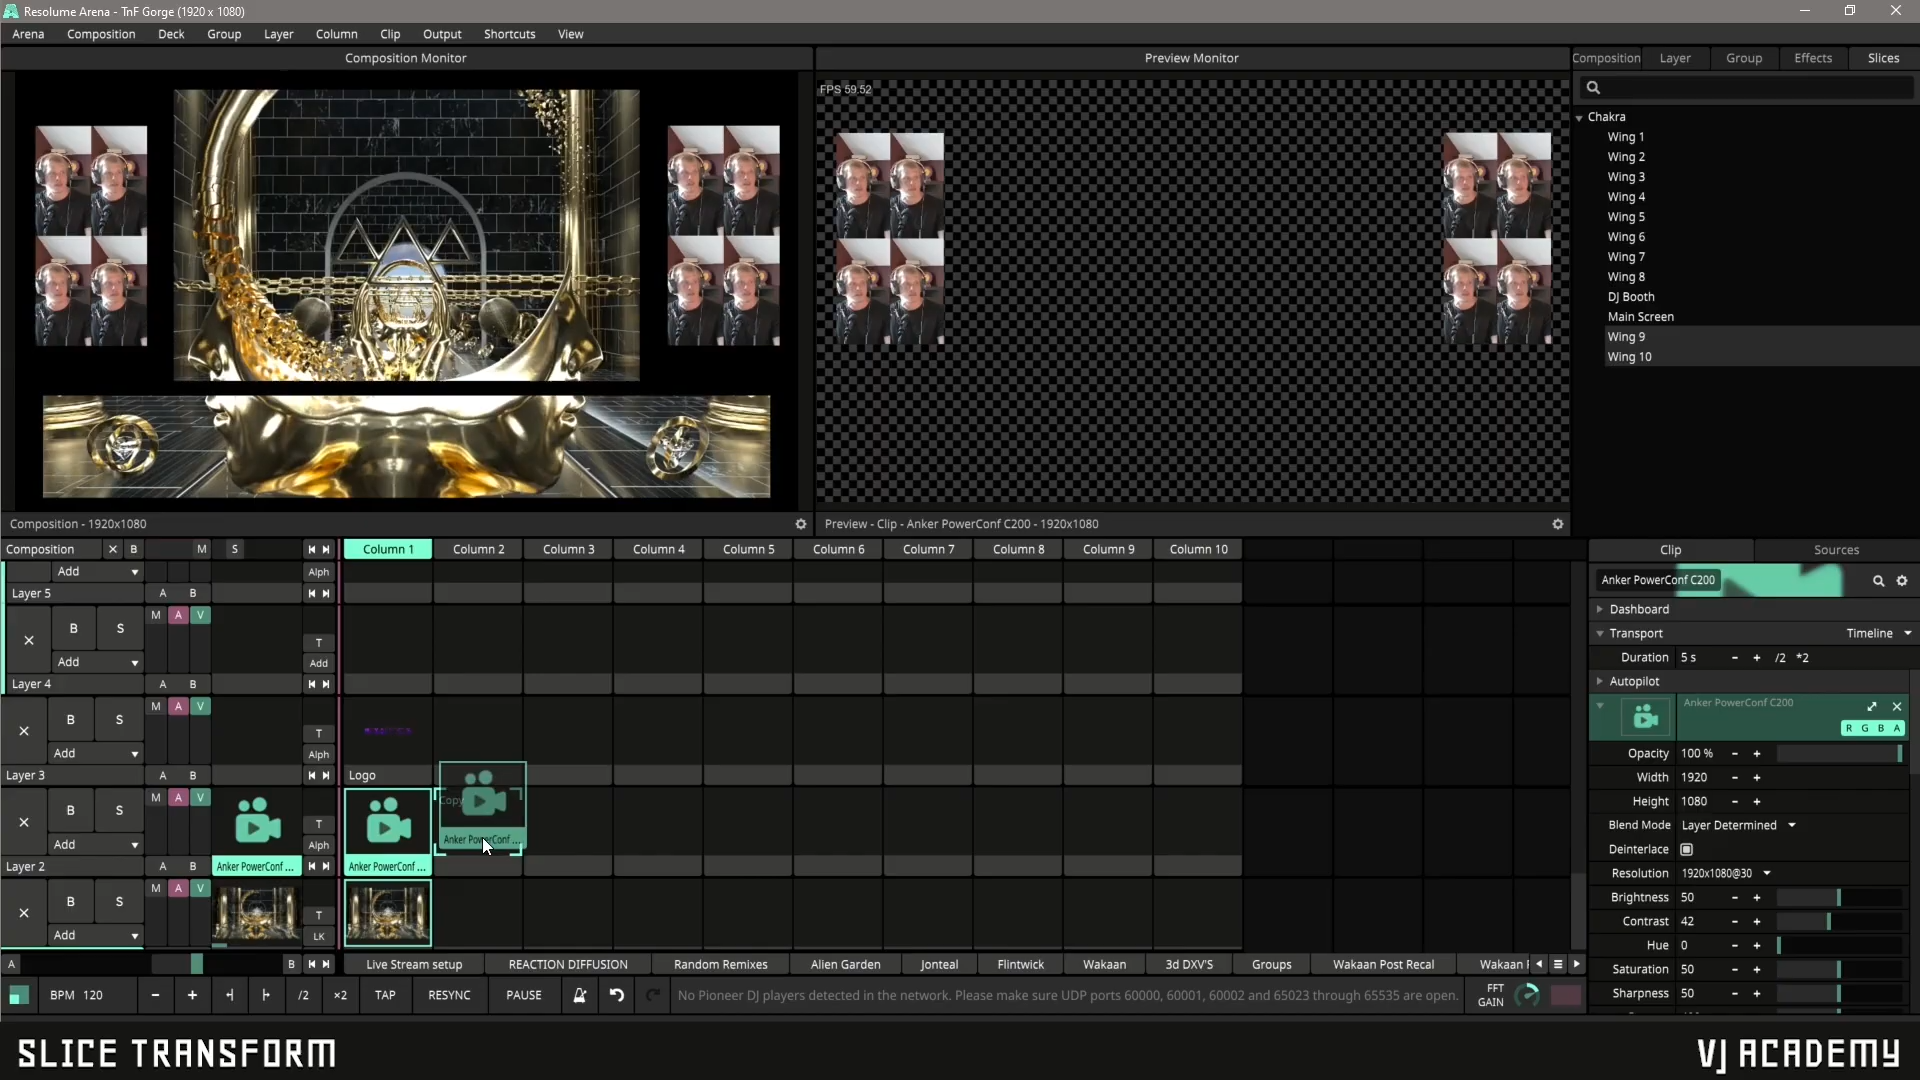 Resolume Arena - TnF Gorge (1920 x 1080)
Arena Composition Deck Group Layer Column Clip Output Shortcuts View
Composition Monitor
Preview Monitor
Composition Layer Group Effects Slices
FPS 59.52
Chakra
Wing 1
Wing 2
Wing 3
Wing 4
Wing 5
Wing 6
Wing 7
Wing 8
DJ Booth
Main Screen
Wing 9
Wing 10
Composition - 1920x1080
Preview - Clip - Anker PowerConf C200 - 1920x1080
Composition B M S Column 1 Column 2 Column 3 Column 4 Column 5 Column 6 Column 7 Column 8 Column 9 Column 10
Add Alph
Layer 5 A B
M A V
B S T
Add Add
Layer 4 A B
M A V
B S T
Add Alph
Layer 3 A B Logo
M A V
B S T Copy
Add Alph Anker PowerConf ...
Layer 2 A B Anker PowerConf ... Anker PowerConf ...
M A V
B S T
Add LK
A B Live Stream setup REACTION DIFFUSION Random Remixes Alien Garden Jonteal Flintwick Wakaan 3d DXV'S Groups Wakaan Post Recal Wakaan
BPM 120 - + /2 ×2 TAP RESYNC PAUSE No Pioneer DJ players detected in the network. Please make sure UDP ports 60000, 60001, 60002 and 65023 through 65535 are open. FFT GAIN
Clip Sources
Anker PowerConf C200
Dashboard
Transport Timeline
Duration 5 s - + /2 *2
Autopilot
Anker PowerConf C200
R G B A
Opacity 100 % - +
Width 1920 - +
Height 1080 - +
Blend Mode Layer Determined
Deinterlace
Resolution 1920x1080@30
Brightness 50 - +
Contrast 42 - +
Hue 0 - +
Saturation 50 - +
Sharpness 50 - +
SLICE TRANSFORM
VJ ACADEMY